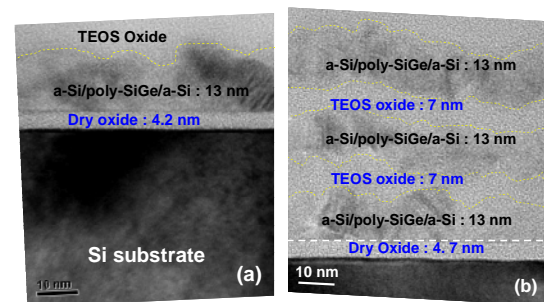 TEOS Oxide
a-Si/poly-SiGe/a-Si : 13 nm
Dry oxide : 4.2 nm
Si substrate
10 nm
(a)
a-Si/poly-SiGe/a-Si : 13 nm
TEOS oxide : 7 nm
a-Si/poly-SiGe/a-Si : 13 nm
TEOS oxide : 7 nm
a-Si/poly-SiGe/a-Si : 13 nm
Dry Oxide : 4. 7 nm
10 nm
(b)